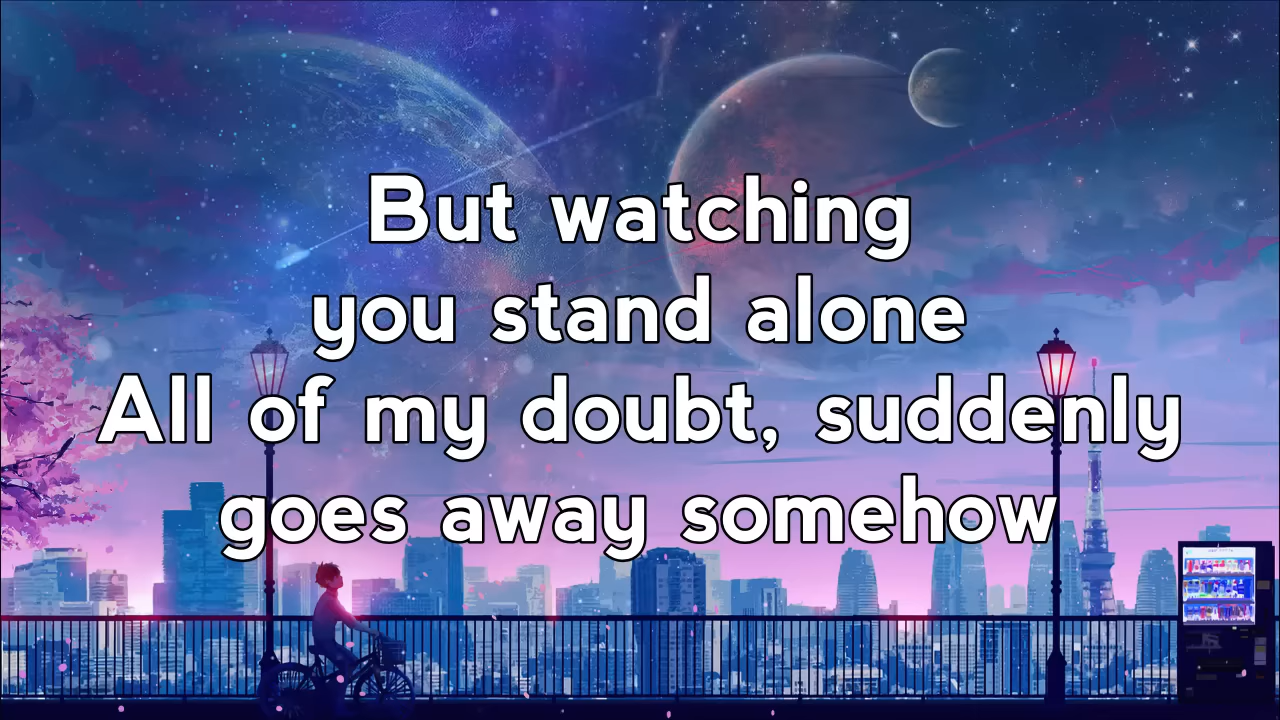 But watching
you stand alone
All of my doubt, suddenly
goes away somehow